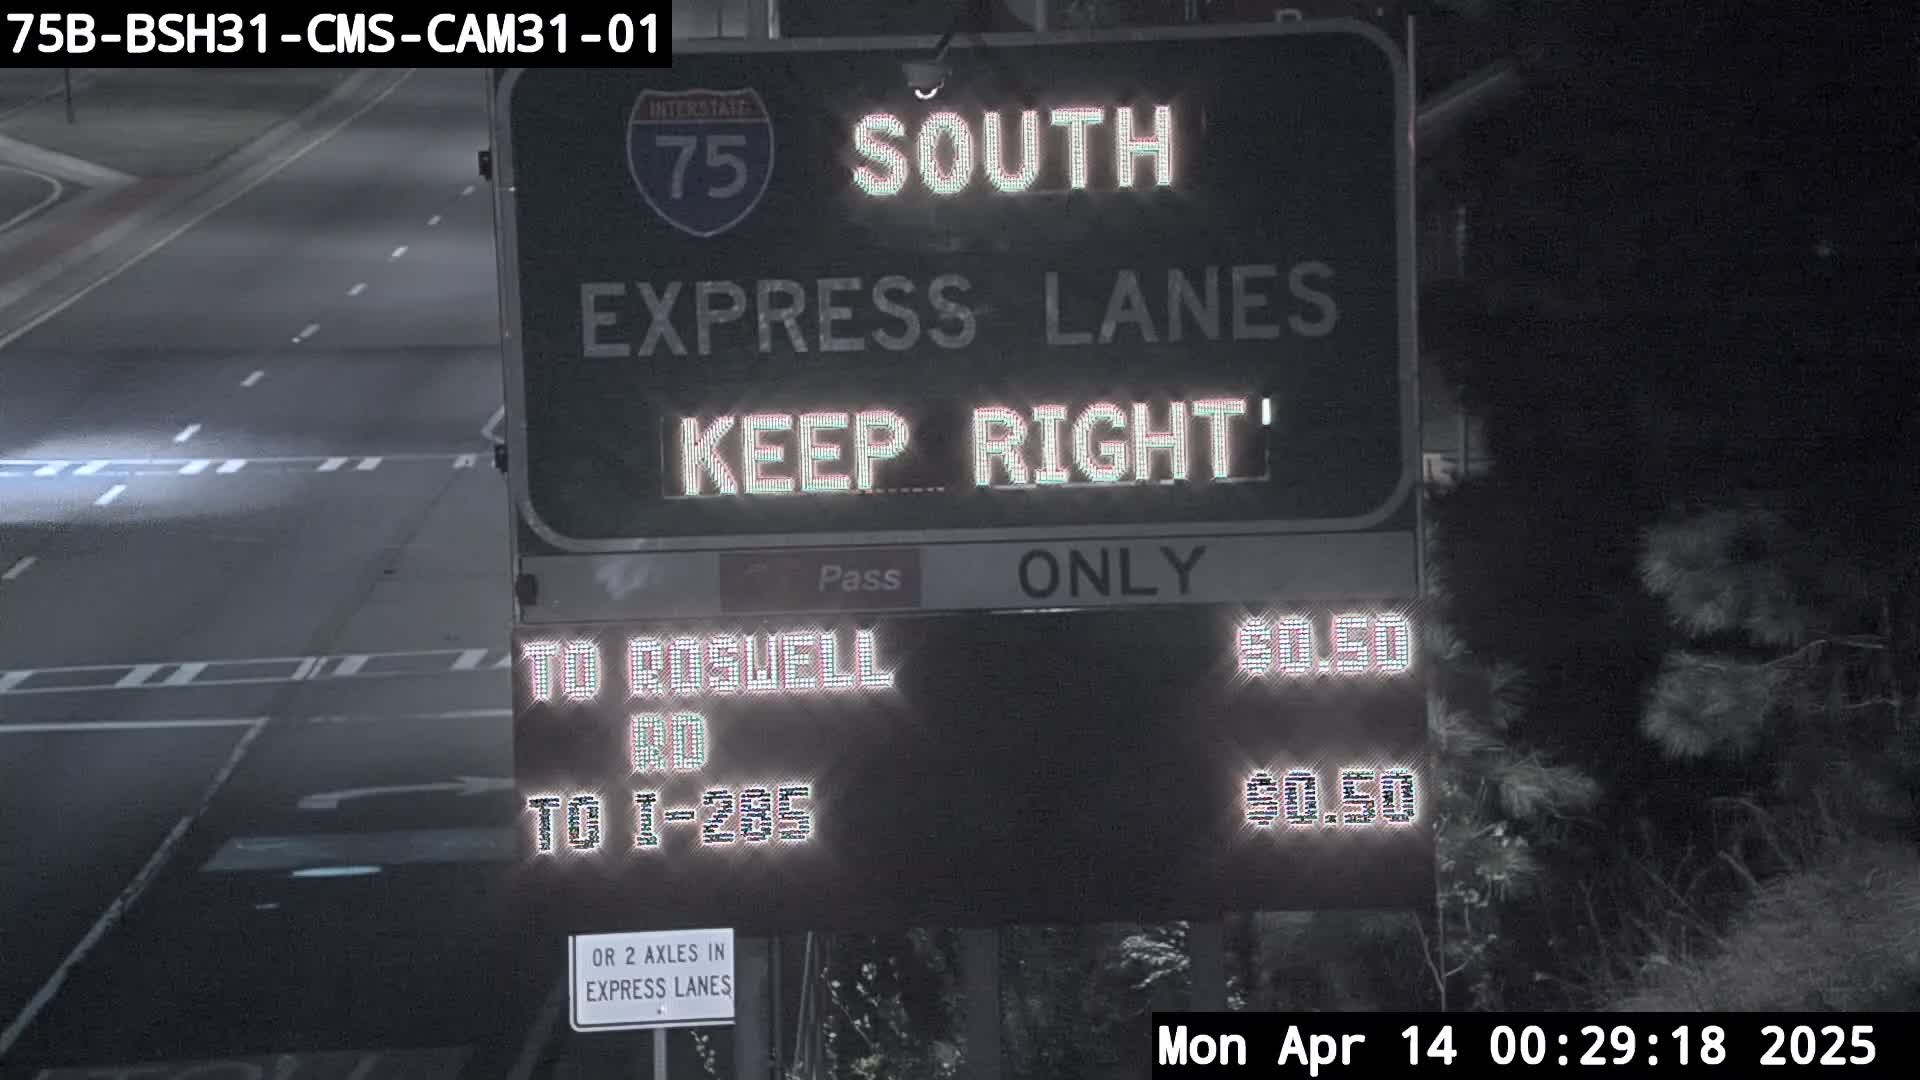 75B-BSH31-CMS-CAM31-01
INTERSTATE
75
SOUTH
EXPRESS LANES
KEEP RIGHT
Pass ONLY
TO ROSWELL $0.50
RD
TO I-285 $0.50
OR 2 AXLES IN
EXPRESS LANES
Mon Apr 14 00:29:18 2025